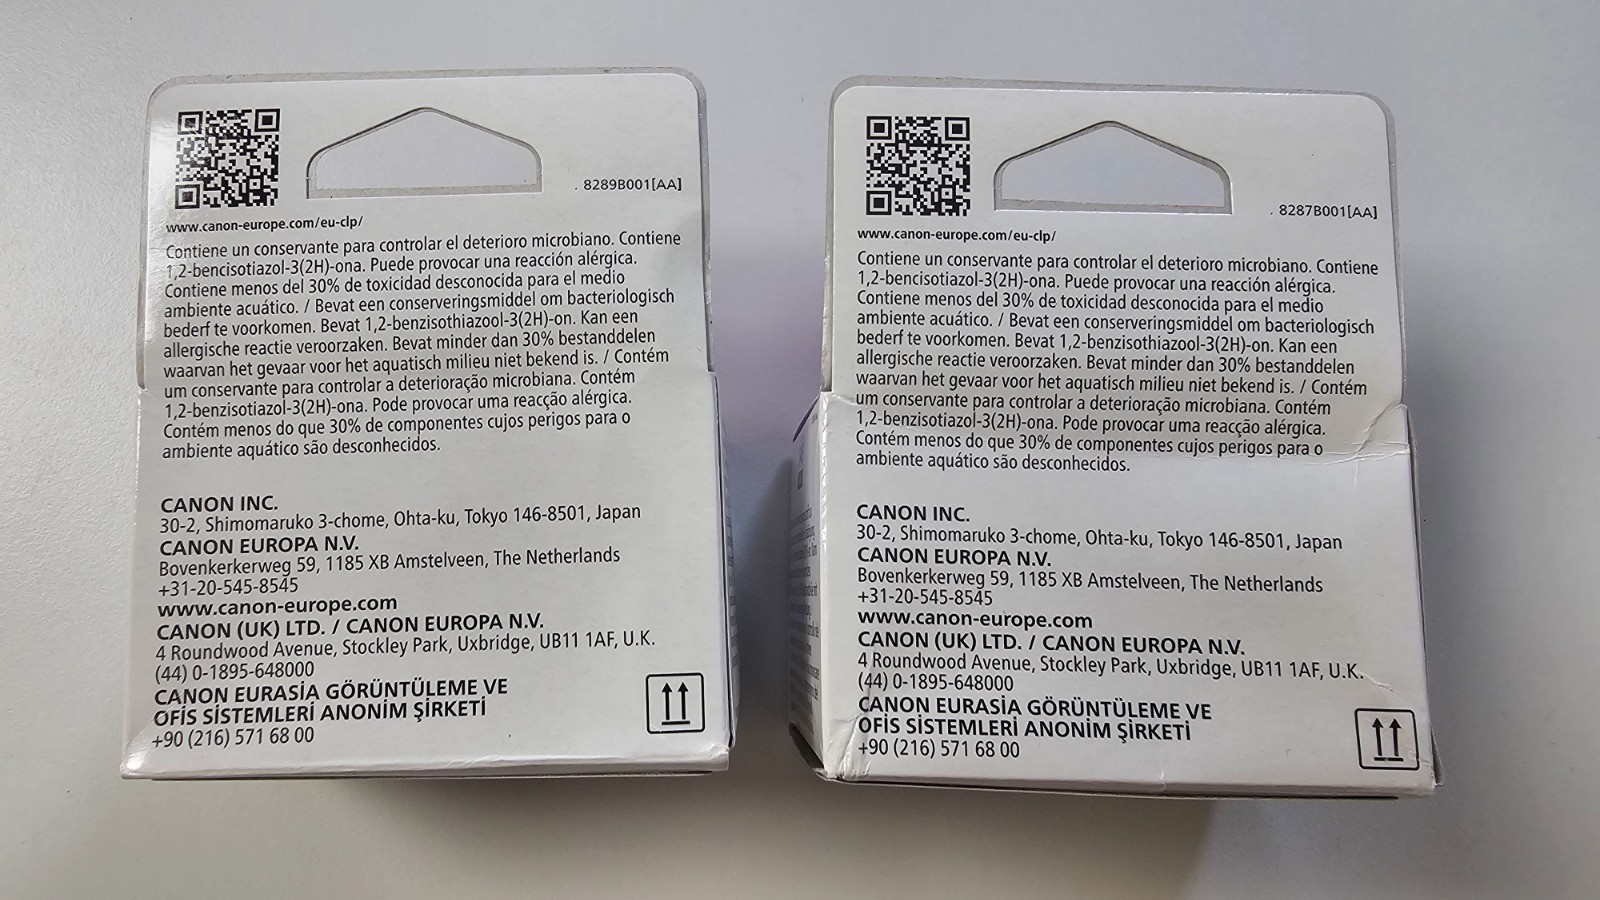 . 8289B001[AA]
www.canon-europe.com/eu-clp/
Contiene un conservante para controlar el deterioro microbiano. Contiene
1,2-bencisotiazol-3(2H)-ona. Puede provocar una reacción alérgica.
Contiene menos del 30% de toxicidad desconocida para el medio
ambiente acuático. / Bevat een conserveringsmiddel om bacteriologisch
bederf te voorkomen. Bevat 1,2-benzisothiazool-3(2H)-on. Kan een
allergische reactie veroorzaken. Bevat minder dan 30% bestanddelen
waarvan het gevaar voor het aquatisch milieu niet bekend is. / Contém
um conservante para controlar a deterioração microbiana. Contém
1,2-benzisotiazol-3(2H)-ona. Pode provocar uma reacção alérgica.
Contém menos do que 30% de componentes cujos perigos para o
ambiente aquático são desconhecidos.
CANON INC.
30-2, Shimomaruko 3-chome, Ohta-ku, Tokyo 146-8501, Japan
CANON EUROPA N.V.
Bovenkerkerweg 59, 1185 XB Amstelveen, The Netherlands
+31-20-545-8545
www.canon-europe.com
CANON (UK) LTD. / CANON EUROPA N.V.
4 Roundwood Avenue, Stockley Park, Uxbridge, UB11 1AF, U.K.
(44) 0-1895-648000
CANON EURASİA GÖRÜNTÜLEME VE
OFİS SİSTEMLERİ ANONİM ŞİRKETİ
+90 (216) 571 68 00
. 8287B001[AA]
www.canon-europe.com/eu-clp/
Contiene un conservante para controlar el deterioro microbiano. Contiene
1,2-bencisotiazol-3(2H)-ona. Puede provocar una reacción alérgica.
Contiene menos del 30% de toxicidad desconocida para el medio
ambiente acuático. / Bevat een conserveringsmiddel om bacteriologisch
bederf te voorkomen. Bevat 1,2-benzisothiazool-3(2H)-on. Kan een
allergische reactie veroorzaken. Bevat minder dan 30% bestanddelen
waarvan het gevaar voor het aquatisch milieu niet bekend is. / Contém
um conservante para controlar a deterioração microbiana. Contém
1,2-benzisotiazol-3(2H)-ona. Pode provocar uma reacção alérgica.
Contém menos do que 30% de componentes cujos perigos para o
ambiente aquático são desconhecidos.
CANON INC.
30-2, Shimomaruko 3-chome, Ohta-ku, Tokyo 146-8501, Japan
CANON EUROPA N.V.
Bovenkerkerweg 59, 1185 XB Amstelveen, The Netherlands
+31-20-545-8545
www.canon-europe.com
CANON (UK) LTD. / CANON EUROPA N.V.
4 Roundwood Avenue, Stockley Park, Uxbridge, UB11 1AF, U.K.
(44) 0-1895-648000
CANON EURASİA GÖRÜNTÜLEME VE
OFİS SİSTEMLERİ ANONİM ŞİRKETİ
+90 (216) 571 68 00